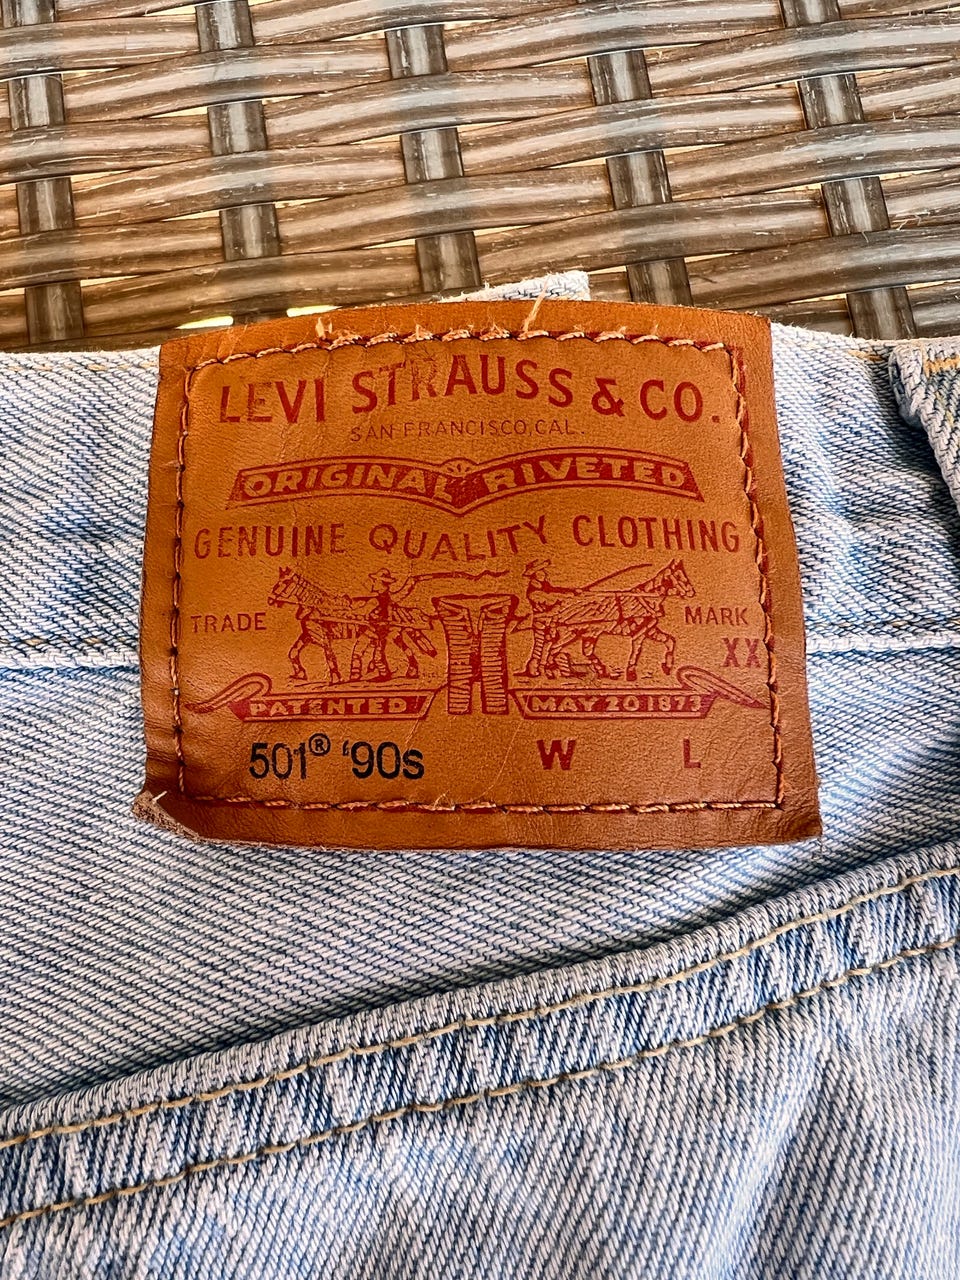 LEVI STRAUSS & CO.
SAN FRANCISCO, CAL.
ORIGINAL RIVETED
GENUINE QUALITY CLOTHING
TRADE MARK
XX
PATENTED MAY 20 1873
501® '90s W L